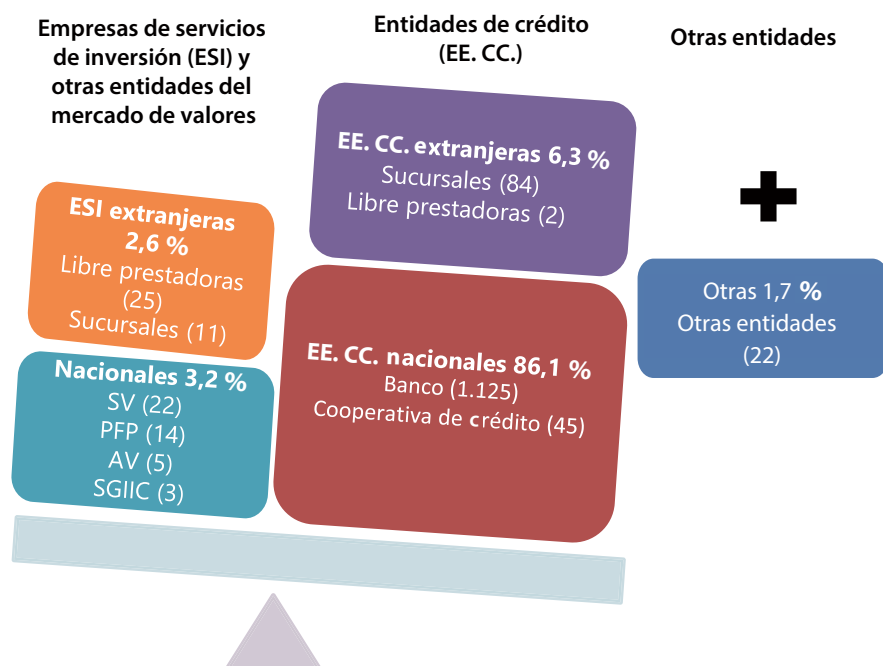 Empresas de servicios
de inversión (ESI) y
otras entidades del
mercado de valores
ESI extranjeras
2,6 %
Libre prestadoras
(25)
Sucursales (11)
Nacionales 3,2 %
SV (22)
PFP (14)
AV (5)
SGIIC (3)
Entidades de crédito
(EE. CC.)
EE. CC. extranjeras 6,3 %
Sucursales (84)
Libre prestadoras (2)
EE. CC. nacionales 86,1 %
Banco (1.125)
Cooperativa de crédito (45)
Otras entidades
Otras 1,7 %
Otras entidades
(22)